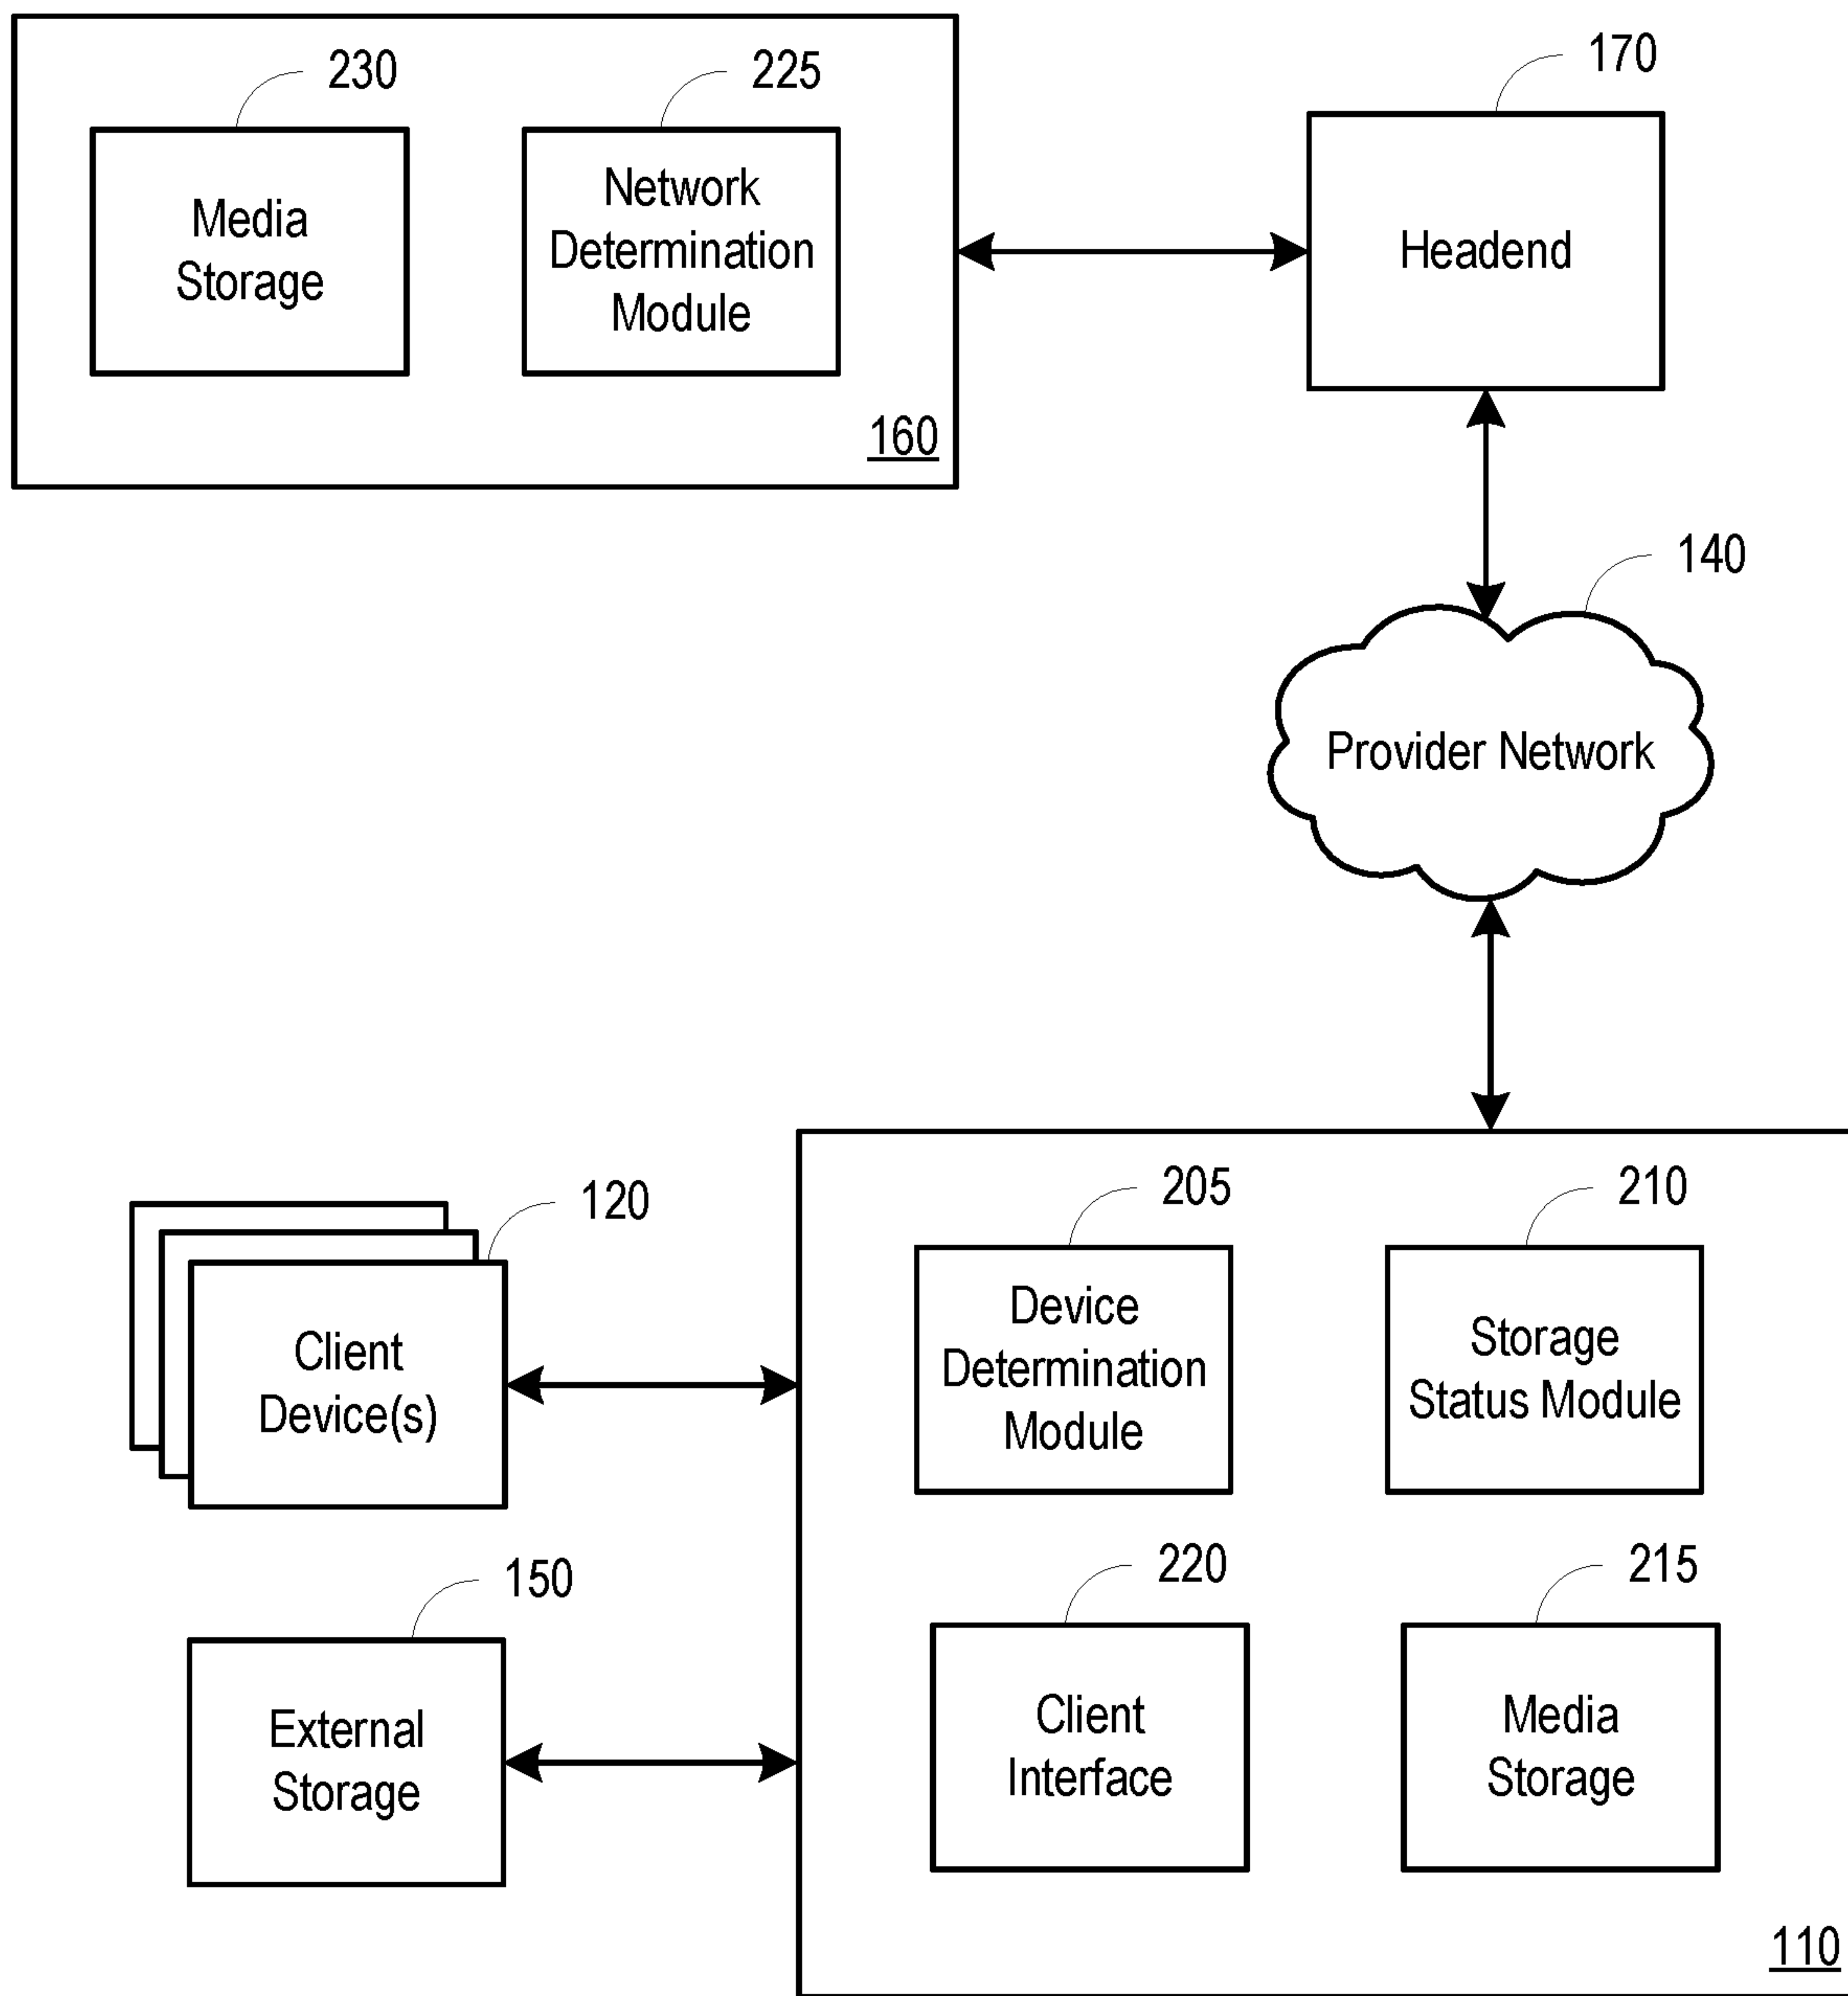 230
225
170
Media
Storage
Network
Determination
Module
Headend
160
140
Provider Network
120
205
210
Client
Device(s)
Device
Determination
Module
Storage
Status Module
150
220
215
External
Storage
Client
Interface
Media
Storage
110